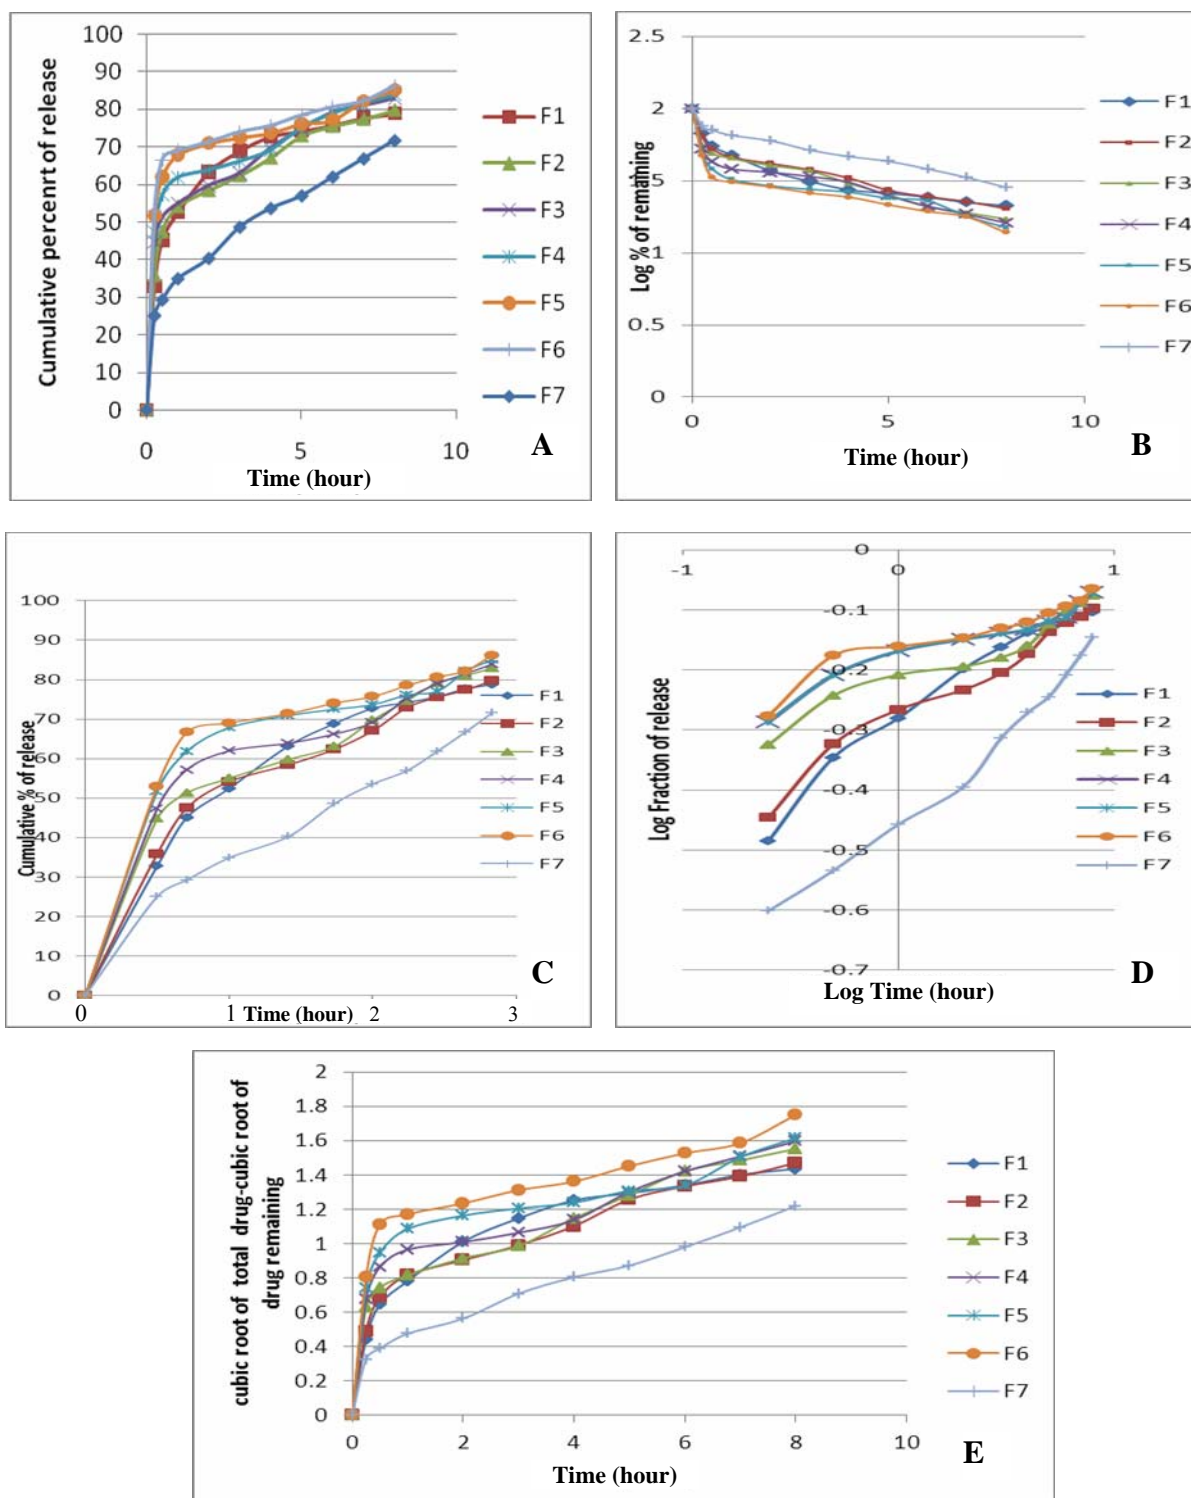 Cumulative percenrt of release
100
90
80
70
60
50
40
30
20
10
0
0
5
10
Time (hour)
F1
F2
F3
F4
F5
F6
F7
A
Log % of remaining
2.5
2
1.5
1
0.5
0
0
5
10
Time (hour)
F1
F2
F3
F4
F5
F6
F7
B
Cumulative % of release
100
90
80
70
60
50
40
30
20
10
0
0
1
Time (hour)
2
3
F1
F2
F3
F4
F5
F6
F7
C
Log Fraction of release
-1
0
1
0
-0.1
-0.2
-0.3
-0.4
-0.5
-0.6
-0.7
Log Time (hour)
F1
F2
F3
F4
F5
F6
F7
D
cubic root of total drug-cubic root of
drug remaining
2
1.8
1.6
1.4
1.2
1
0.8
0.6
0.4
0.2
0
0
2
4
6
8
10
Time (hour)
F1
F2
F3
F4
F5
F6
F7
E